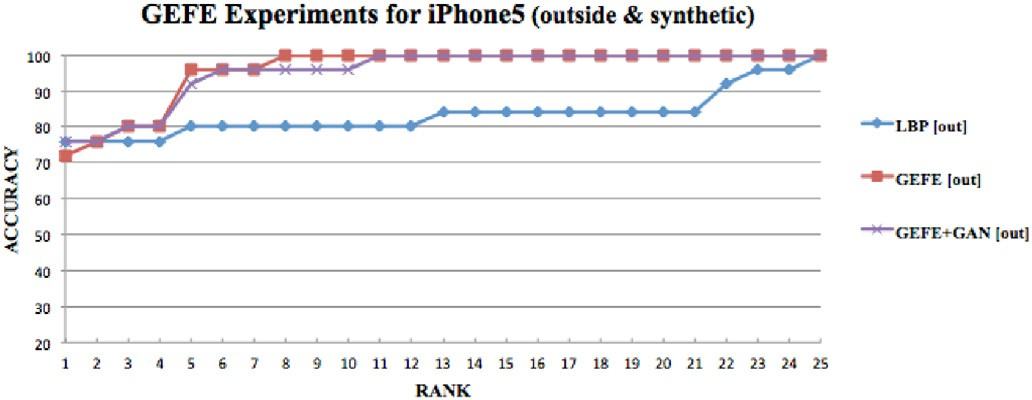 GEFE Experiments for iPhone5 (outside & synthetic)
100
90
80
70
60
50
40
30
20
ACCURACY
1 2 3 4 5 6 7 8 9 10 11 12 13 14 15 16 17 18 19 20 21 22 23 24 25
RANK
LBP [out]
GEFE [out]
GEFE+GAN [out]